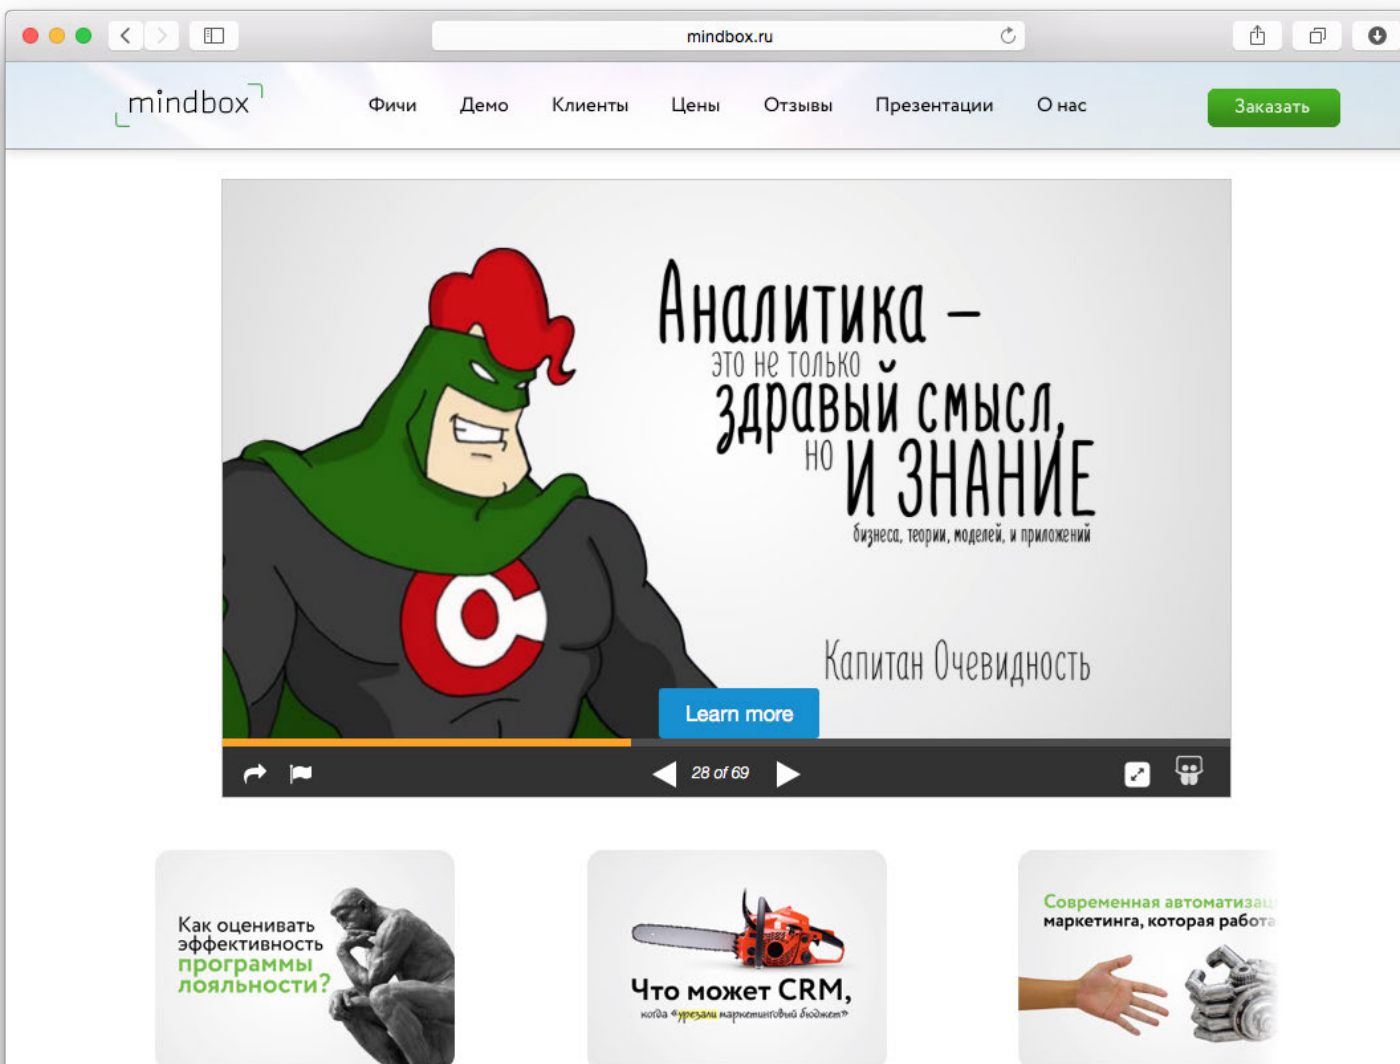 mindbox.ru
mindbox
Фичи Демо Клиенты Цены Отзывы Презентации О нас
Заказать
Аналитика –
это не только
здравый смысл,
но И ЗНАНИЕ
бизнеса, теории, моделей, и приложений
Капитан Очевидность
Learn more
28 of 69
Как оценивать
эффективность
программы
лояльности?
Что может CRM,
когда «урезали маркетинговый бюджет»
Современная
маркетинга, которая